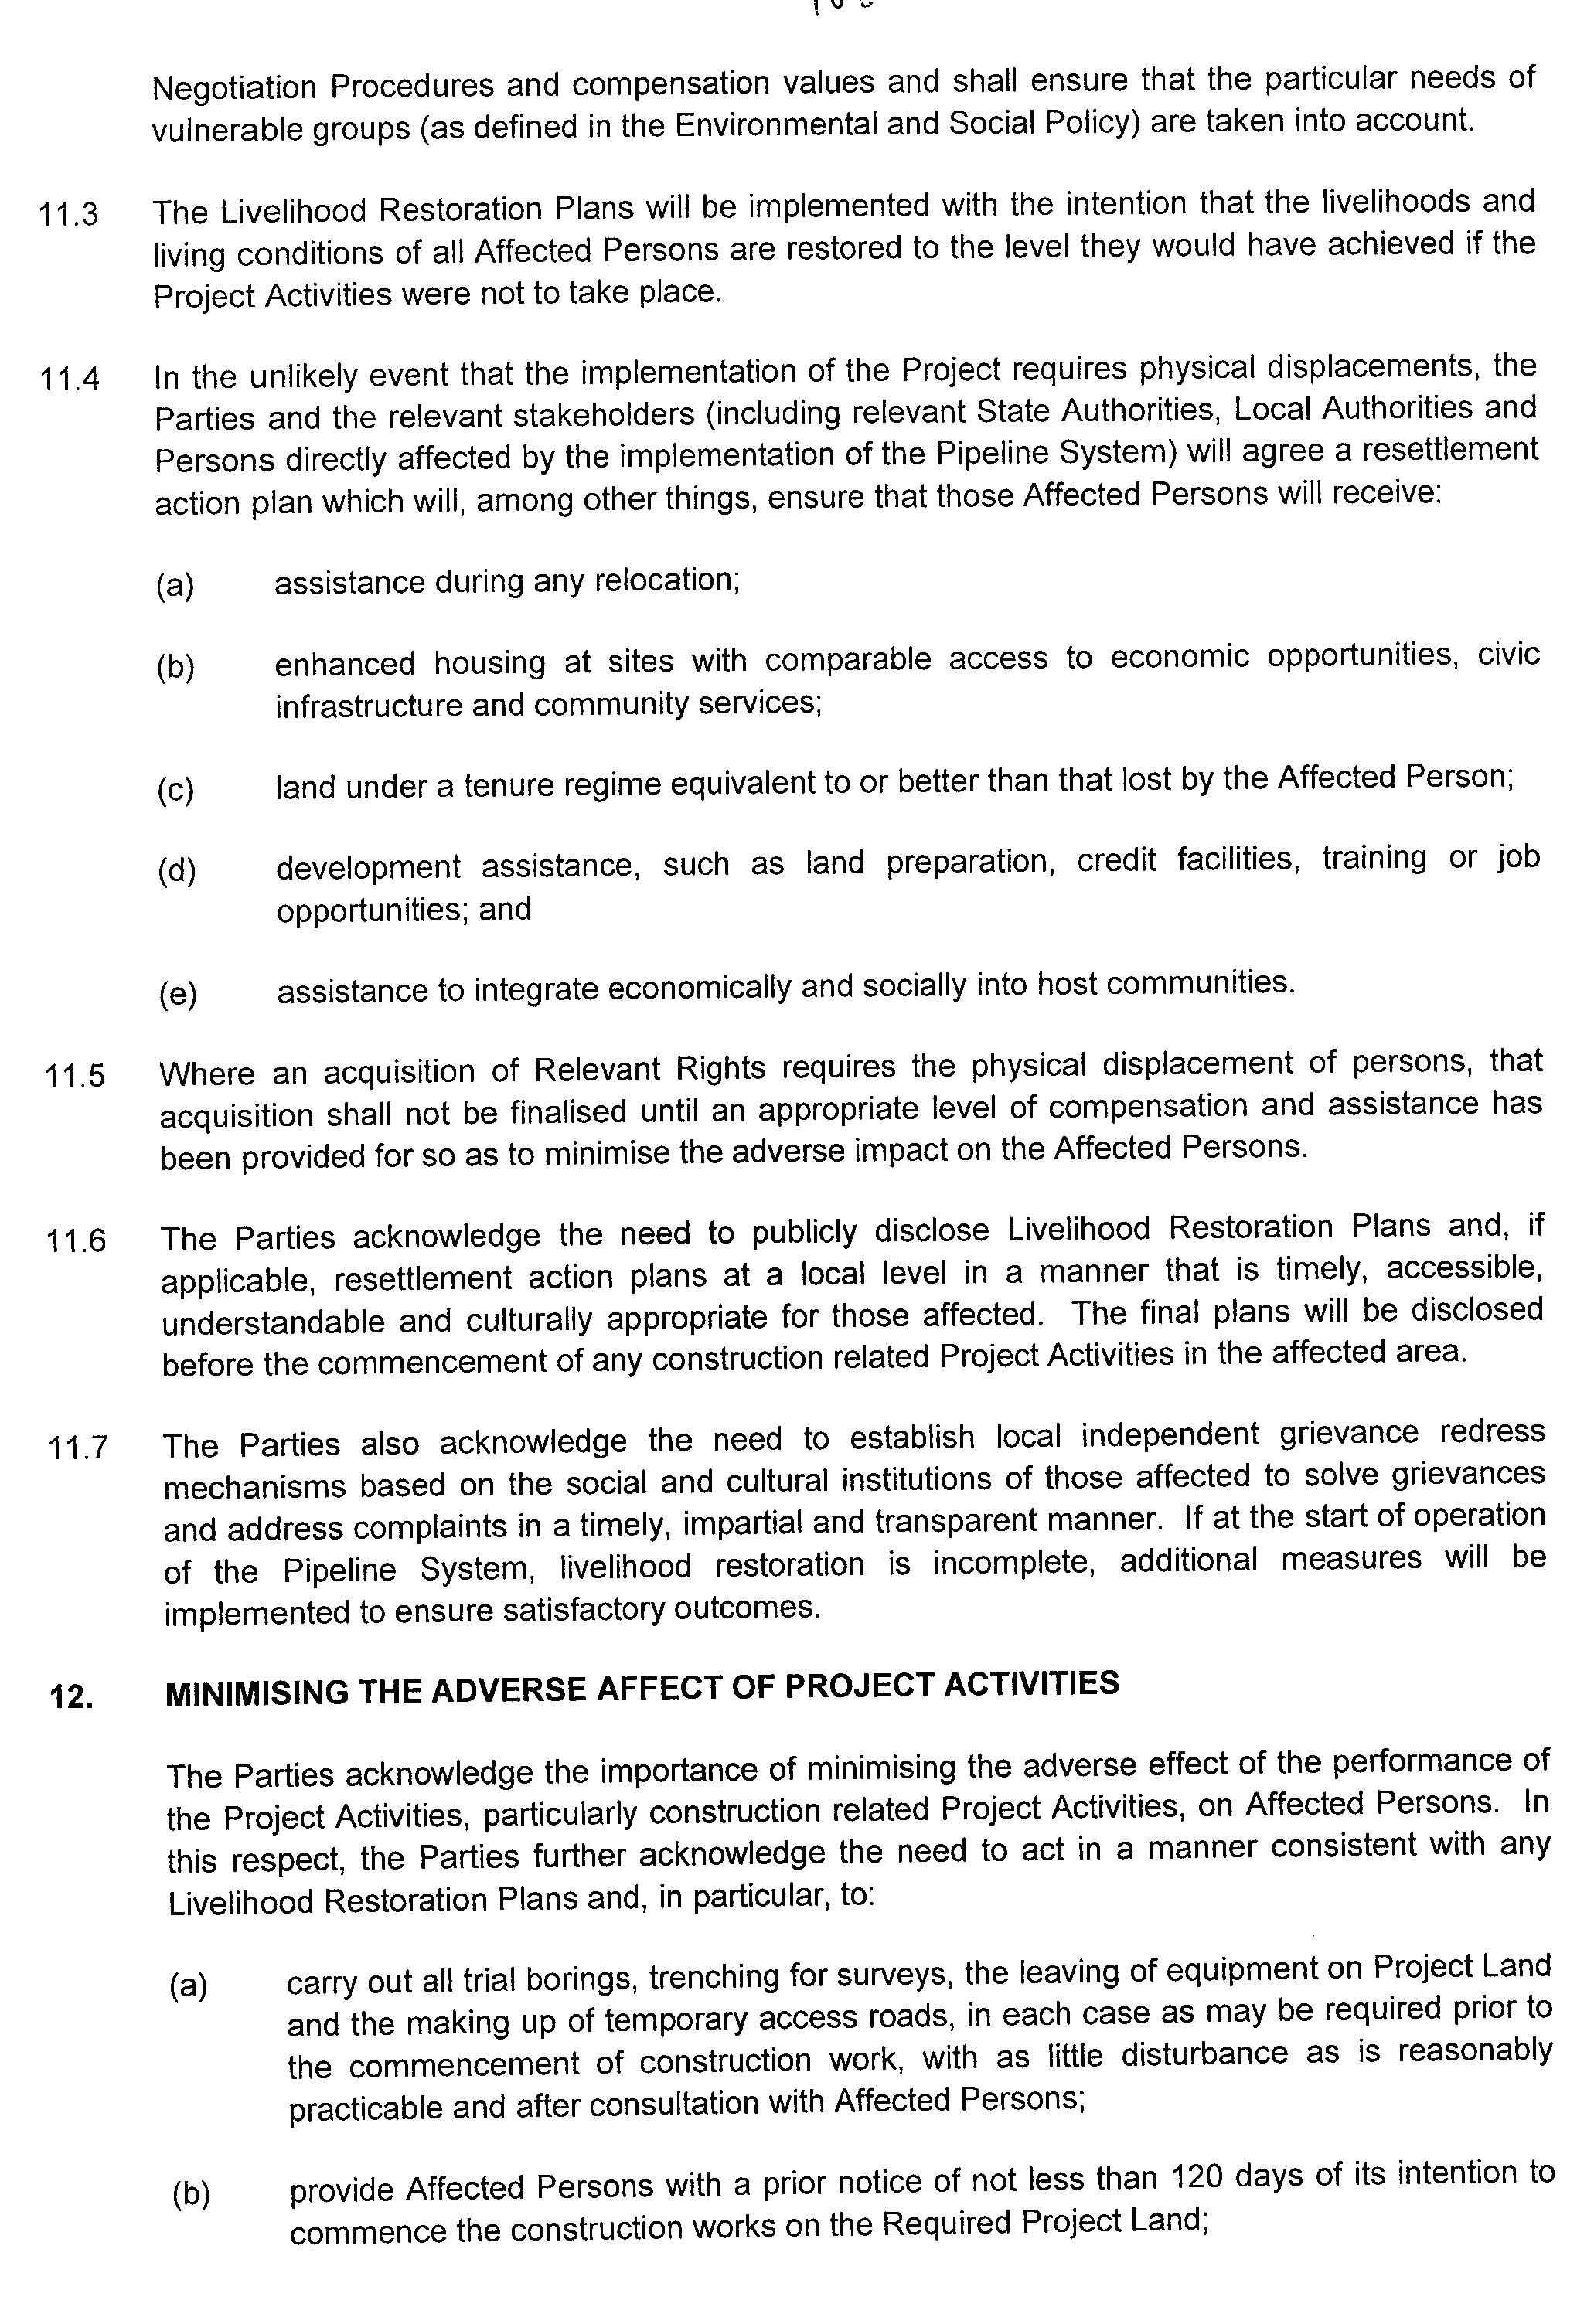 Negotiation Procedures and compensation values and shall ensure that the particular needs of
vulnerable groups (as defined in the Environmental and Social Policy) are taken into account.
11.3 The Livelihood Restoration Plans will be implemented with the intention that the livelihoods and
living conditions of all Affected Persons are restored to the level they would have achieved if the
Project Activities were not to take place.
11.4 In the unlikely event that the implementation of the Project requires physical displacements, the
Parties and the relevant stakeholders (including relevant State Authorities, Local Authorities and
Persons directly affected by the implementation of the Pipeline System) will agree a resettlement
action plan which will, among other things, ensure that those Affected Persons will receive:
(a) assistance during any relocation;
(b) enhanced housing at sites with comparable access to economic opportunities, civic
infrastructure and community services;
(c) land under a tenure regime equivalent to or better than that lost by the Affected Person;
(d) development assistance, such as land preparation, credit facilities, training or job
opportunities; and
(e) assistance to integrate economically and socially into host communities.
11.5 Where an acquisition of Relevant Rights requires the physical displacement of persons, that
acquisition shall not be finalised until an appropriate level of compensation and assistance has
been provided for so as to minimise the adverse impact on the Affected Persons.
11.6 The Parties acknowledge the need to publicly disclose Livelihood Restoration Plans and, if
applicable, resettlement action plans at a local level in a manner that is timely, accessible,
understandable and culturally appropriate for those affected. The final plans will be disclosed
before the commencement of any construction related Project Activities in the affected area.
11.7 The Parties also acknowledge the need to establish local independent grievance redress
mechanisms based on the social and cultural institutions of those affected to solve grievances
and address complaints in a timely, impartial and transparent manner. If at the start of operation
of the Pipeline System, livelihood restoration is incomplete, additional measures will be
implemented to ensure satisfactory outcomes.
12. MINIMISING THE ADVERSE AFFECT OF PROJECT ACTIVITIES
The Parties acknowledge the importance of minimising the adverse effect of the performance of
the Project Activities, particularly construction related Project Activities, on Affected Persons. In
this respect, the Parties further acknowledge the need to act in a manner consistent with any
Livelihood Restoration Plans and, in particular, to:
(a) carry out all trial borings, trenching for surveys, the leaving of equipment on Project Land
and the making up of temporary access roads, in each case as may be required prior to
the commencement of construction work, with as little disturbance as is reasonably
practicable and after consultation with Affected Persons;
(b) provide Affected Persons with a prior notice of not less than 120 days of its intention to
commence the construction works on the Required Project Land;